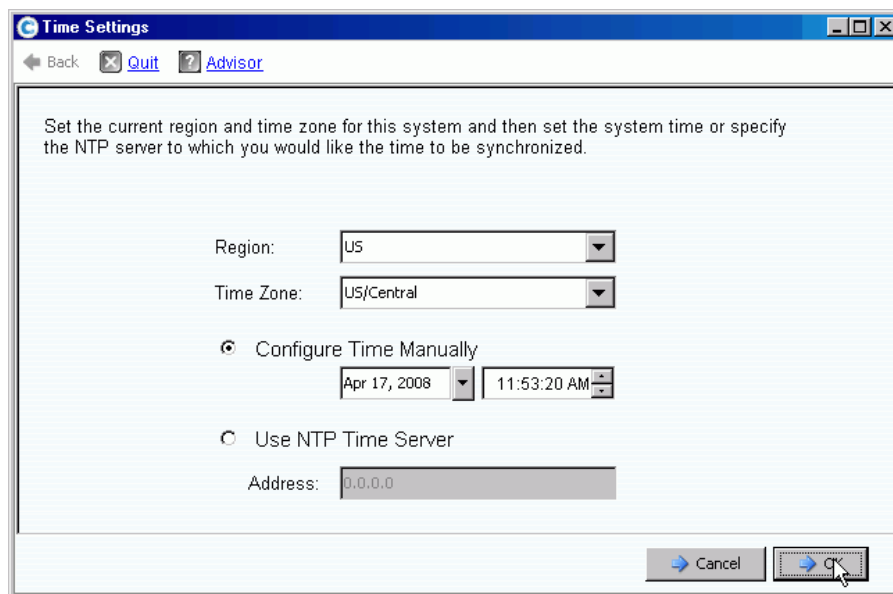 Time Settings
Back Quit Advisor
Set the current region and time zone for this system and then set the system time or specify
the NTP server to which you would like the time to be synchronized.
Region: US
Time Zone: US/Central
Configure Time Manually
Apr 17, 2008 11:53:20 AM
Use NTP Time Server
Address: 0.0.0.0
Cancel OK